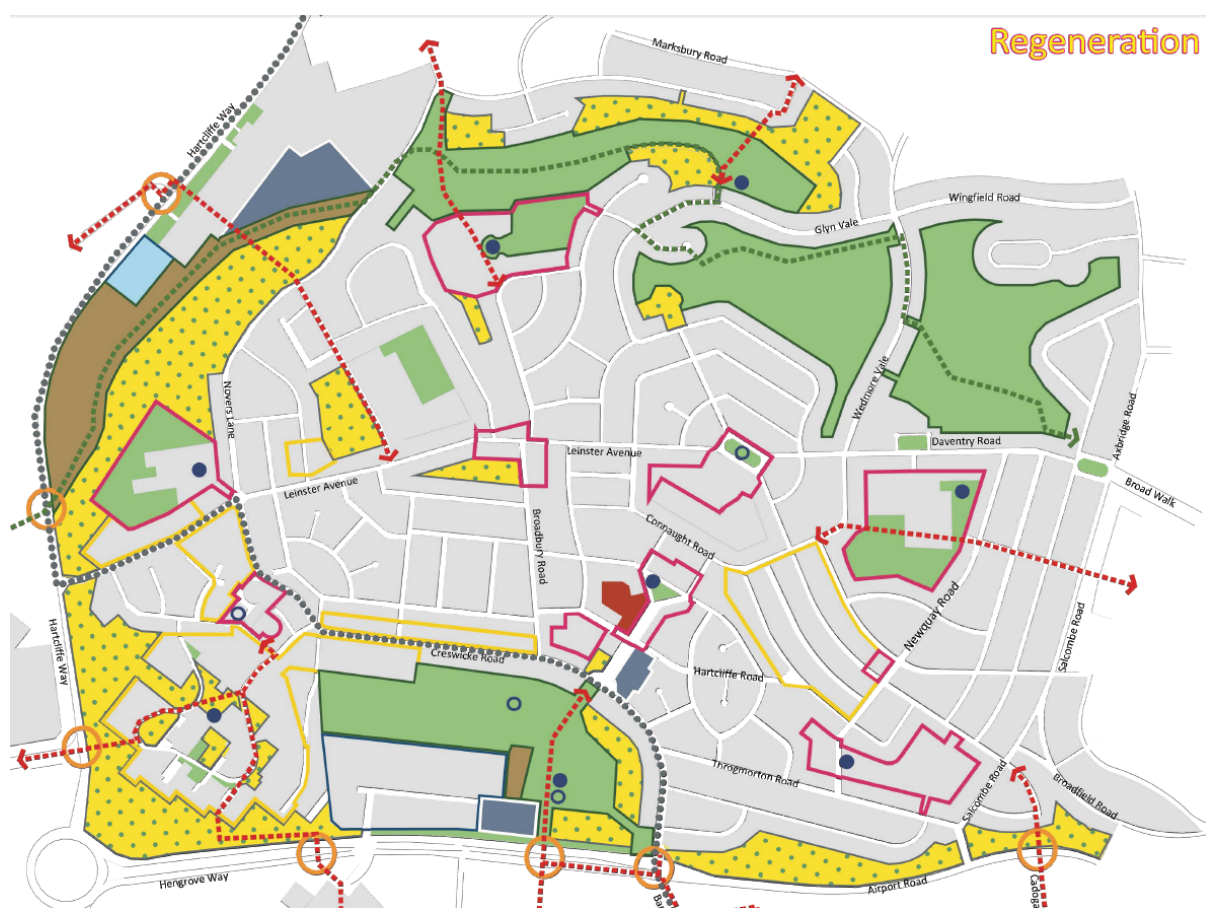 Regeneration
Marksbury Road
Hartcliffe Way
Wingfield Road
Glyn Vale
Wedmore Vale
Novers Lane
Daventry Road
Axbridge Road
Leinster Avenue
Leinster Avenue
Broad Walk
Connaught Road
Broadbury Road
Newquay Road
Salcombe Road
Hartcliffe Way
Creswicke Road
Hartcliffe Road
Throgmorton Road
Salcombe Road
Broadfield Road
Hengrove Way
Airport Road
Cadoga